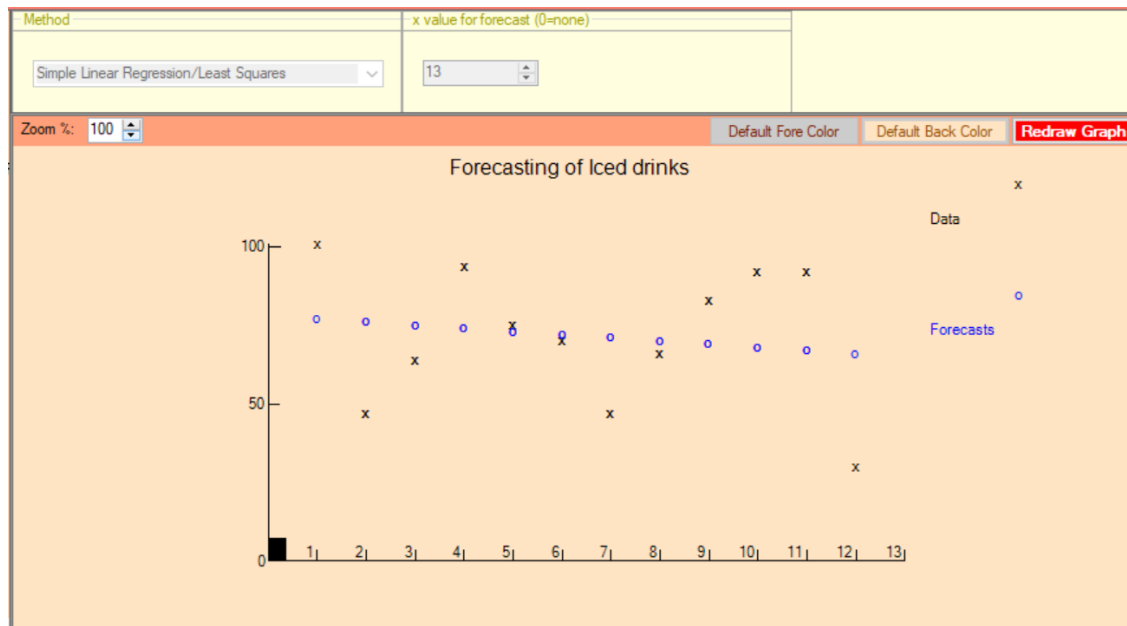 Method
x value for forecast (0=none)
Simple Linear Regression/Least Squares
13
Zoom %: 100
Default Fore Color
Default Back Color
Redraw Graph
Forecasting of Iced drinks
Data
Forecasts
100
50
0
1 2 3 4 5 6 7 8 9 10 11 12 13